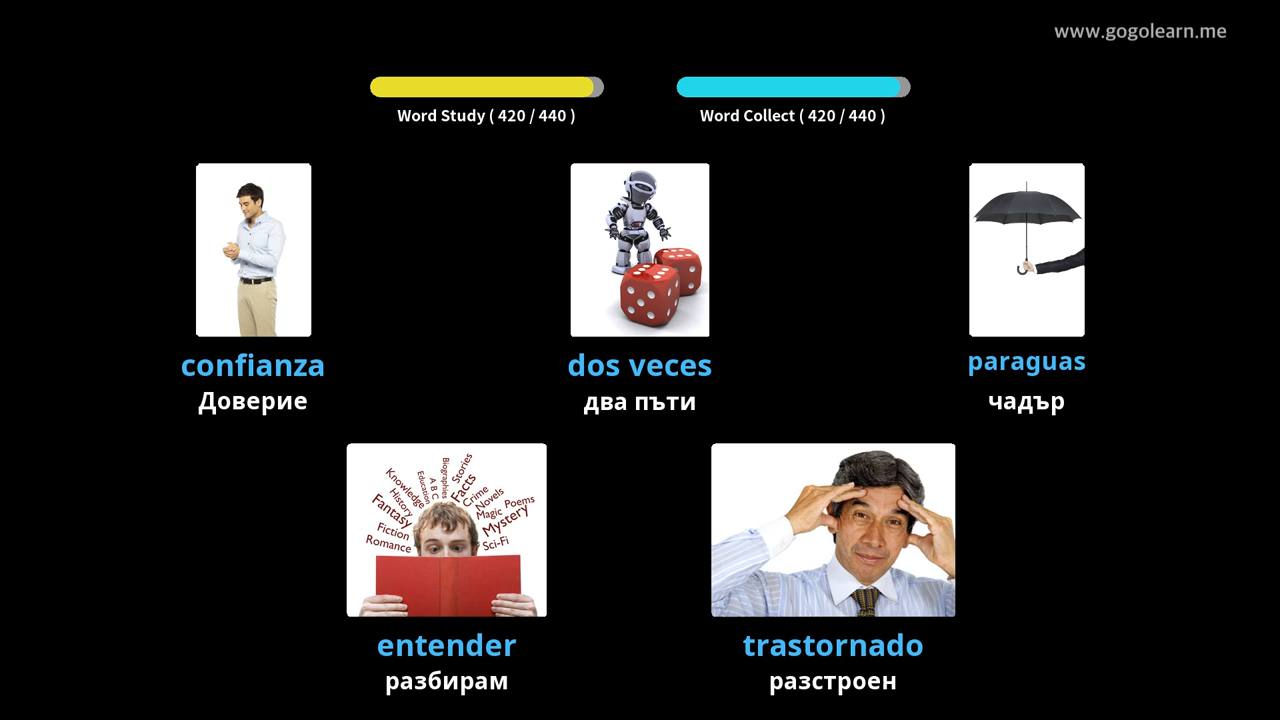 www.gogolearn.me
Word Study ( 420 / 440 )
Word Collect ( 420 / 440 )
confianza
Доверие
dos veces
два пъти
paraguas
чадър
Knowledge
History
Fantasy
Fiction
Romance
Education
A B C
Biographies
Stories
Facts
Crime
Novels
Magic
Poems
Mystery
Sci-Fi
entender
разбирам
trastornado
разстроен